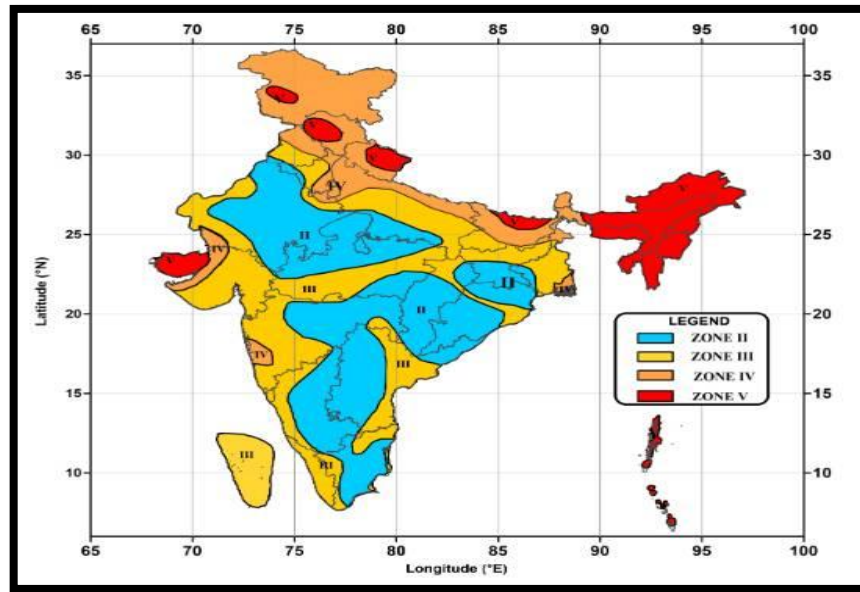 65 70 75 80 85 90 95 100
35 35
V
V
30 30
V
IV
V
V
25 25
II
IV
V
II
III
IV
20 20
II
LEGEND
ZONE II
IV
III
ZONE III
ZONE IV
15 15
ZONE V
III
III
10 10
65 70 75 80 85 90 95 100
Latitude (°N)
Longitude (°E)